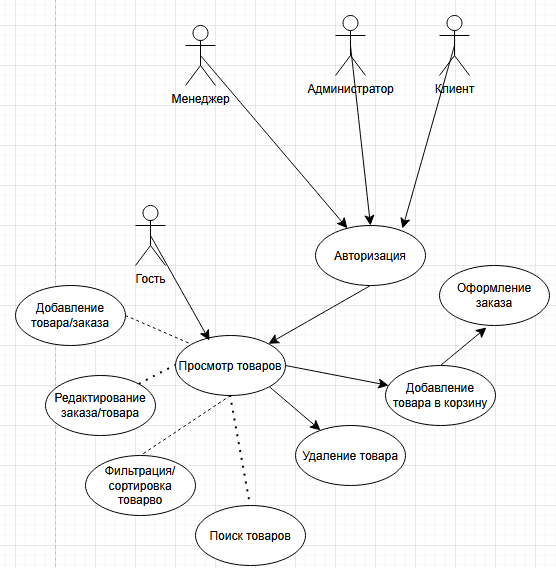 Менеджер
Администратор
Клиент
Гость
Авторизация
Добавление
товара/заказа
Оформление
заказа
Просмотр товаров
Редактирование
заказа/товара
Добавление
товара в корзину
Удаление товара
Фильтрация/
сортировка
товарво
Поиск товаров